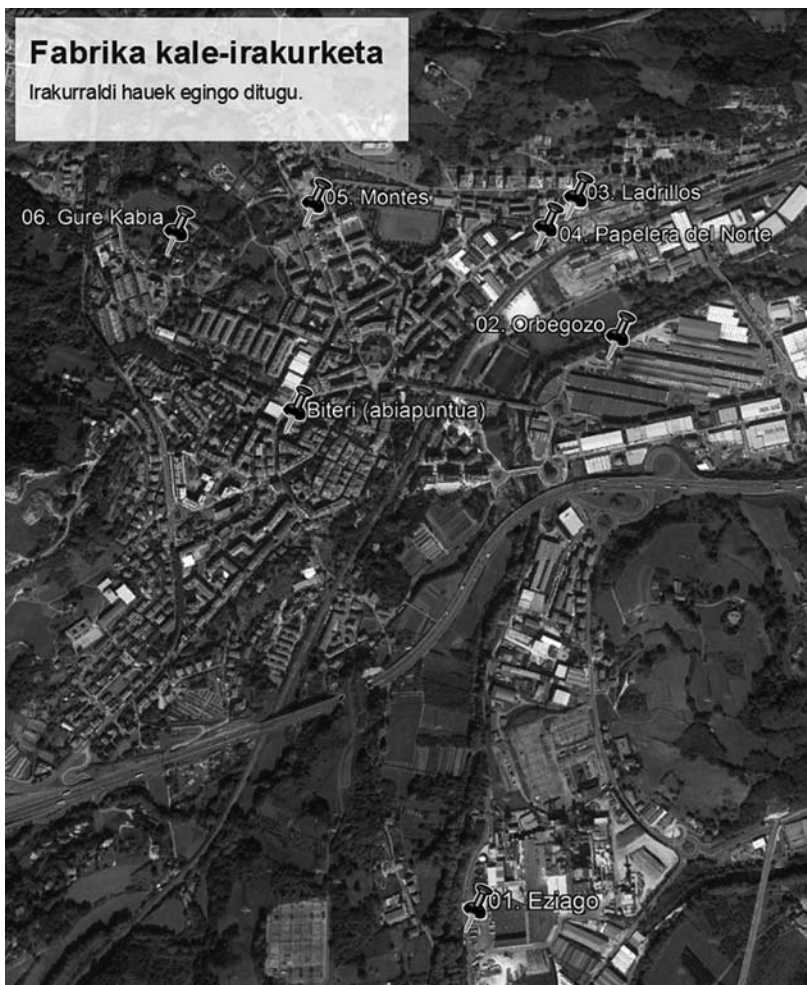 Fabrika kale-irakurketa
Irakurraldi hauek egingo ditugu.
05. Montes
03. Ladrillos
06. Gure Kabia
04. Papelera del Norte
02. Orbegozo
Biteri (abiapuntua)
01. Eziago